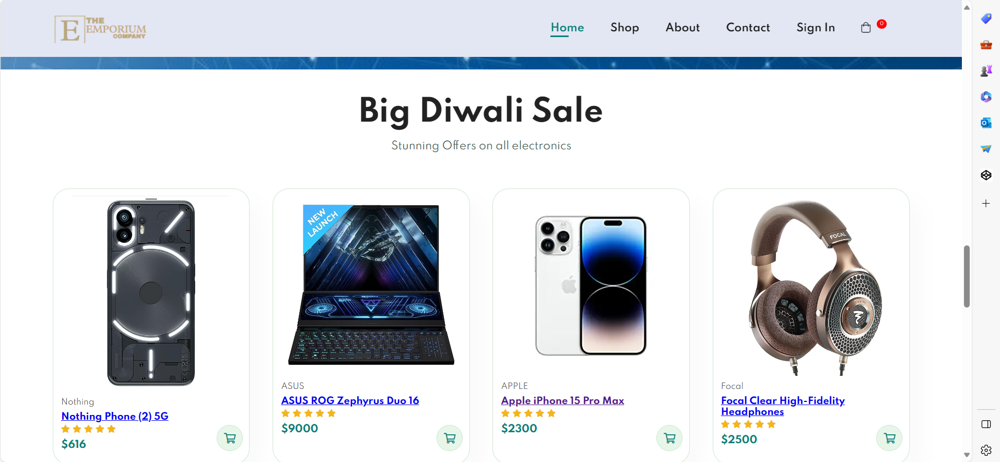 E THE
EMPORIUM
COMPANY
Home
Shop
About
Contact
Sign In
0
Big Diwali Sale
Stunning Offers on all electronics
NEW
LAUNCH
FOCAL
Nothing
Nothing Phone (2) 5G
$616
ASUS
ASUS ROG Zephyrus Duo 16
$9000
APPLE
Apple iPhone 15 Pro Max
$2300
Focal
Focal Clear High-Fidelity
Headphones
$2500